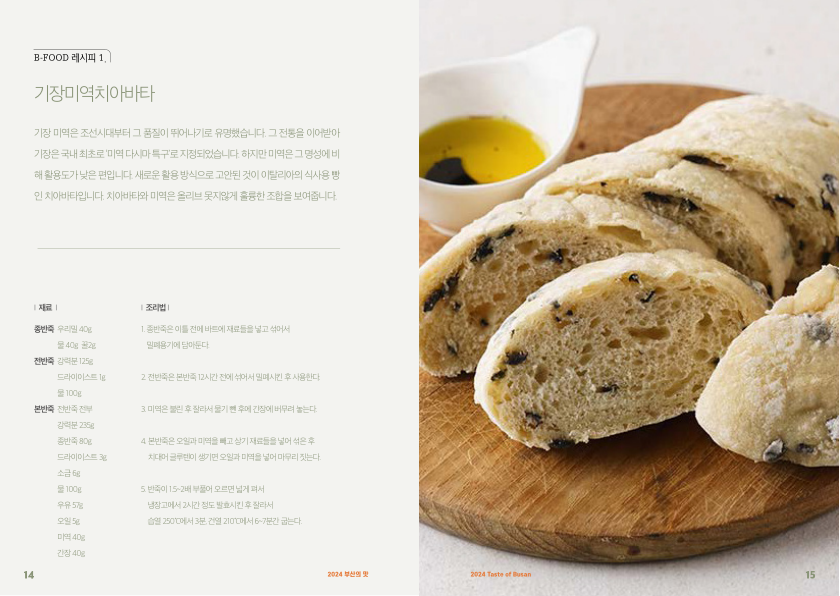 B-FOOD 레시피 1.
기장미역치아바타
기장 미역은 조선시대부터 그 품질이 뛰어나기로 유명했습니다. 그 전통을 이어받아
기장은 국내 최초로 '미역 다시마 특구'로 지정되었습니다. 하지만 미역은 그 명성에 비
해 활용도가 낮은 편입니다. 새로운 활용 방식으로 고안된 것이 이탈리아의 식사용 빵
인 치아바타입니다. 치아바타와 미역은 올리브 못지않게 훌륭한 조합을 보여줍니다.
| 재료 |
종반죽 우리밀 40g
물 40g 꿀2g
전반죽 강력분 125g
드라이이스트 1g
물 100g
본반죽 전반죽 전부
강력분 235g
종반죽 80g
드라이이스트 3g
소금 6g
물 100g
우유 57g
오일 5g
미역 40g
간장 40g
| 조리법 |
1. 종반죽은 이틀 전에 바트에 재료들을 넣고 섞어서
밀폐용기에 담아둔다.
2. 전반죽은 본반죽 12시간 전에 섞어서 밀폐시킨 후 사용한다.
3. 미역은 불린 후 잘라서 물기 뺀 후에 간장에 버무려 놓는다.
4. 본반죽은 오일과 미역을 빼고 상기 재료들을 넣어 섞은 후
치대어 글루텐이 생기면 오일과 미역을 넣어 마무리 짓는다.
5. 반죽이 1.5~2배 부풀어 오르면 넓게 펴서
냉장고에서 2시간 정도 발효시킨 후 잘라서
습열 250℃에서 3분, 건열 210℃에서 6~7분간 굽는다.
14
2024 부산의 맛
2024 Taste of Busan
15